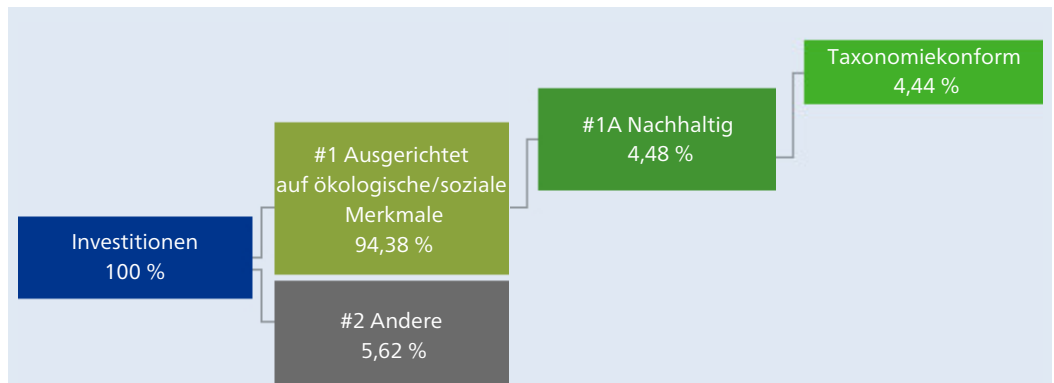 Investitionen
100 %
#1 Ausgerichtet
auf ökologische/soziale
Merkmale
94,38 %
#2 Andere
5,62 %
#1A Nachhaltig
4,48 %
Taxonomiekonform
4,44 %